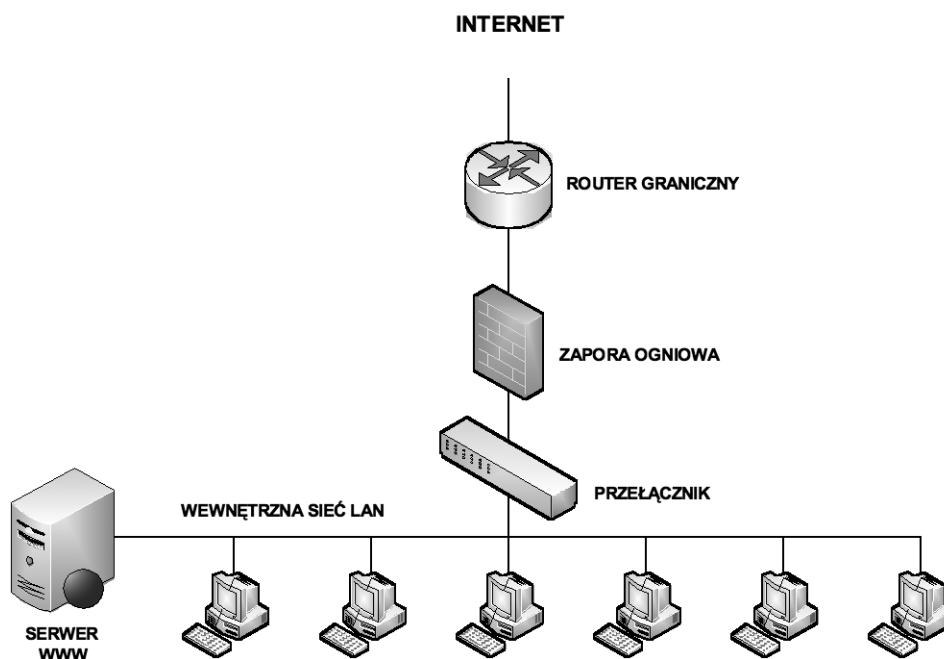 INTERNET
ROUTER GRANICZNY
ZAPORA OGNIOWA
PRZEŁĄCZNIK
WEWNĘTRZNA SIEĆ LAN
SERWER
WWW